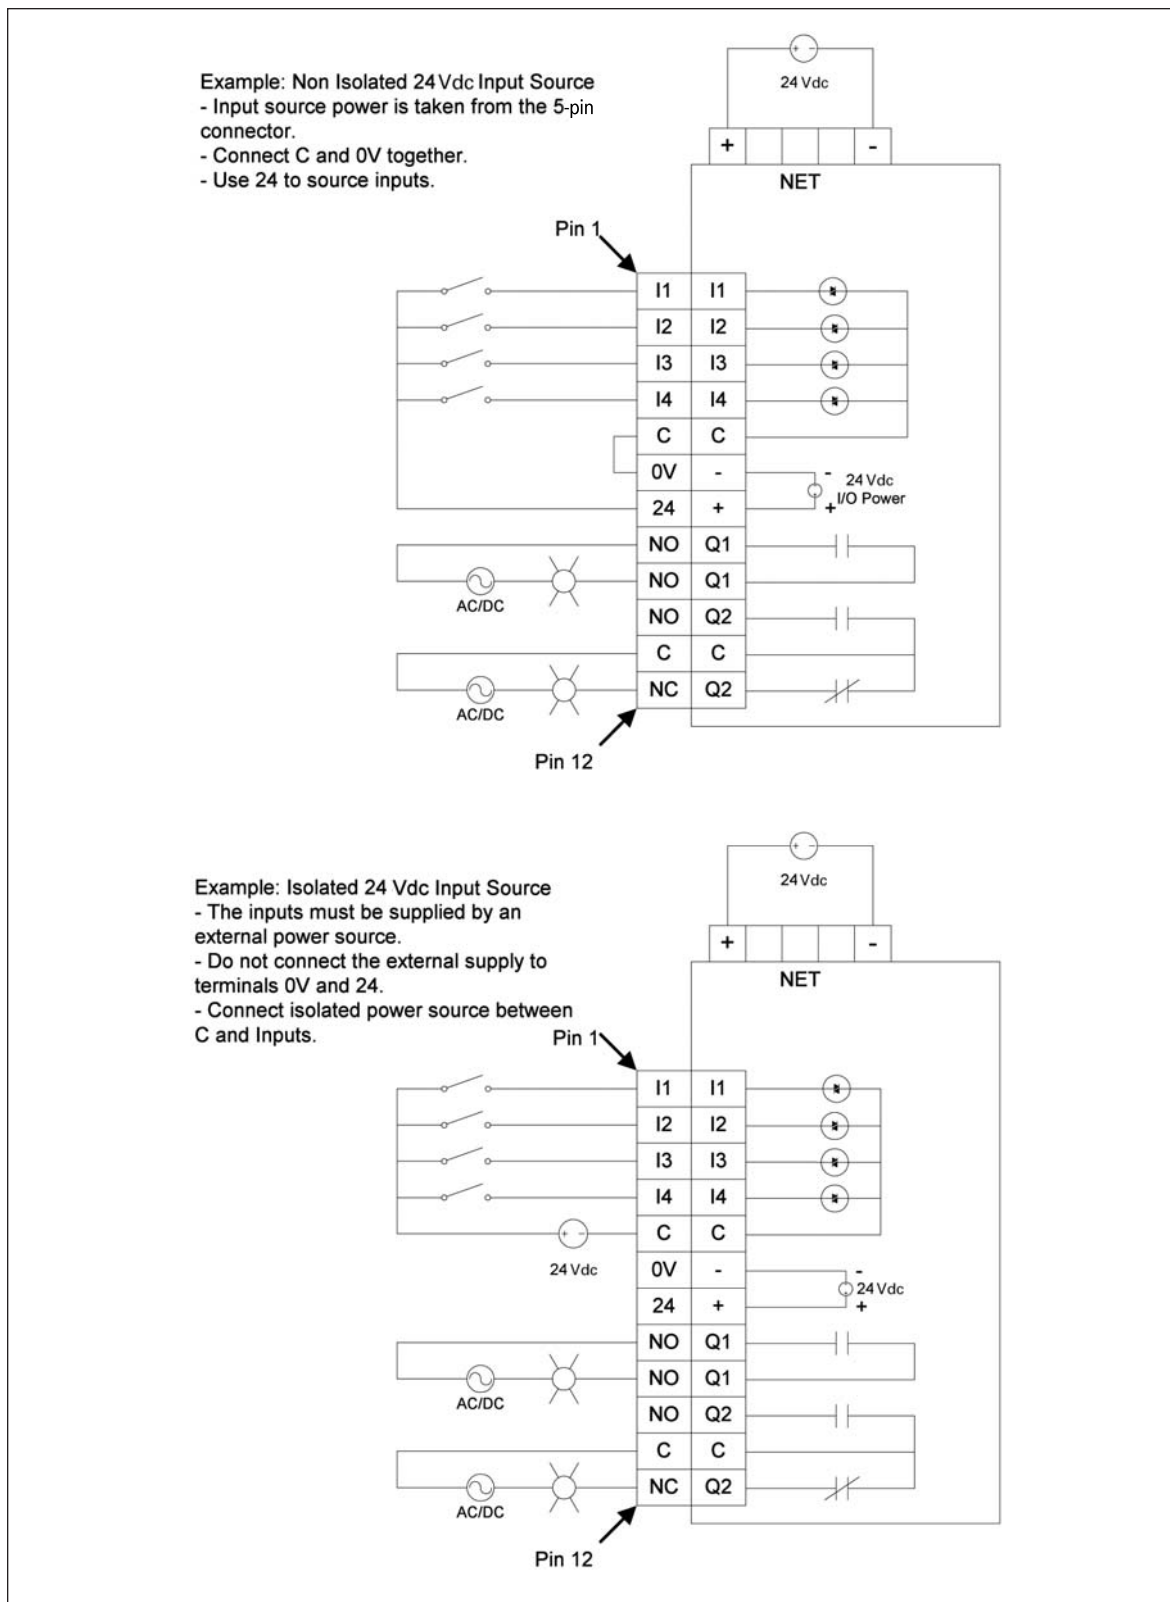 + -
24 Vdc
Example: Non Isolated 24 Vdc Input Source
- Input source power is taken from the 5-pin
connector.
- Connect C and 0V together.
- Use 24 to source inputs.
+ -
NET
Pin 1
I1 I1
I2 I2
I3 I3
I4 I4
C C
0V - - 24 Vdc
24 + + I/O Power
NO Q1
NO Q1
AC/DC
NO Q2
C C
NC Q2
AC/DC
Pin 12
+ -
24 Vdc
Example: Isolated 24 Vdc Input Source
- The inputs must be supplied by an
external power source.
- Do not connect the external supply to
terminals 0V and 24.
- Connect isolated power source between
C and Inputs.
+ -
NET
Pin 1
I1 I1
I2 I2
I3 I3
I4 I4
+ - C C
24 Vdc
0V - -
24 Vdc
24 + +
NO Q1
NO Q1
AC/DC
NO Q2
C C
NC Q2
AC/DC
Pin 12